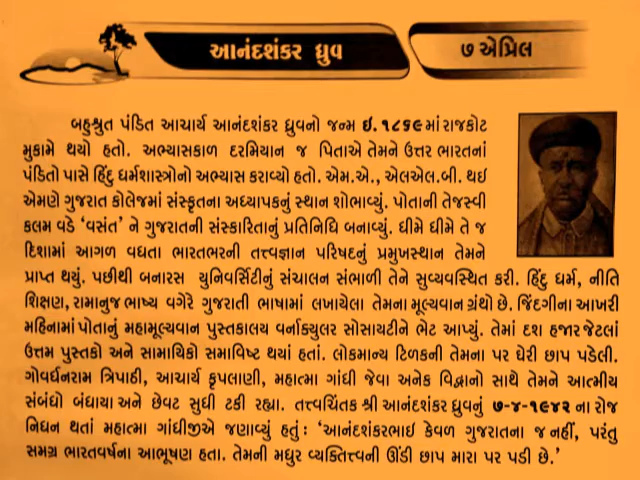 આનંદશંકર ધ્રુવ
૭ એપ્રિલ
બહુશ્રુત પંડિત આચાર્ય આનંદશંકર ધ્રુવનો જન્મ ઇ.૧૮૬૯માં રાજકોટ
મુકામે થયો હતો. અભ્યાસકાળ દરમિયાન જ પિતાએ તેમને ઉત્તર ભારતનાં
પંડિતો પાસે હિંદુ ધર્મશાસ્ત્રોનો અભ્યાસ કરાવ્યો હતો. એમ.એ., એલએલ.બી. થઇ
એમણે ગુજરાત કોલેજમાં સંસ્કૃતના અધ્યાપકનું સ્થાન શોભાવ્યું. પોતાની તેજસ્વી
કલમ વડે ‘વસંત’ ને ગુજરાતની સંસ્કારિતાનું પ્રતિનિધિ બનાવ્યું. ધીમે ધીમે તે જ
દિશામાં આગળ વધતા ભારતભરની તત્ત્વજ્ઞાન પરિષદનું પ્રમુખસ્થાન તેમને
પ્રાપ્ત થયું. પછીથી બનારસ યુનિવર્સિટીનું સંચાલન સંભાળી તેને સુવ્યવસ્થિત કરી. હિંદુ ધર્મ, નીતિ
શિક્ષણ, રામાનુજ ભાષ્ય વગેરે ગુજરાતી ભાષામાં લખાયેલા તેમના મૂલ્યવાન ગ્રંથો છે. જિંદગીના આખરી
મહિનામાં પોતાનું મહામૂલ્યવાન પુસ્તકાલય વર્નાક્યુલર સોસાયટીને ભેટ આપ્યું. તેમાં દશ હજાર જેટલાં
ઉત્તમ પુસ્તકો અને સામાયિકો સમાવિષ્ટ થયાં હતાં. લોકમાન્ય ટિળકની તેમના પર ઘેરી છાપ પડેલી.
ગોવર્ધનરામ ત્રિપાઠી, આચાર્ય કૃપલાણી, મહાત્મા ગાંધી જેવા અનેક વિદ્વાનો સાથે તેમને આત્મીય
સંબંધો બંધાયા અને છેવટ સુધી ટકી રહ્યા. તત્ત્વચિંતક શ્રી આનંદશંકર ધ્રુવનું ૭-૪-૧૯૪૨ ના રોજ
નિધન થતાં મહાત્મા ગાંધીજીએ જણાવ્યું હતું : ‘આનંદશંકરભાઇ કેવળ ગુજરાતના જ નહીં, પરંતુ
સમગ્ર ભારતવર્ષના આભૂષણ હતા. તેમની મધુર વ્યક્તિત્ત્વની ઊંડી છાપ મારા પર પડી છે.’